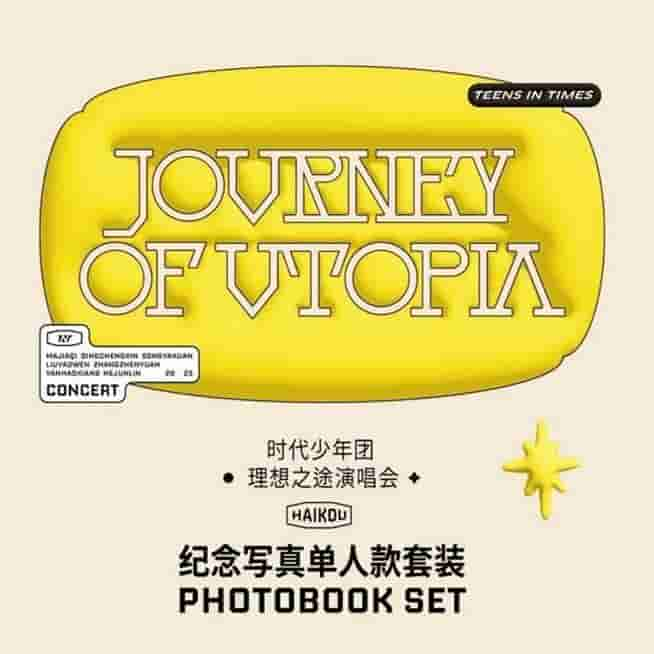 TEENS IN TIMES
JOURNEY
OF UTOPIA
TNT
MAJIAQI DINGCHENGXIN SONGYAXUAN
LIUYAOWEN ZHANGZHENYUAN
YANHAOXIANG HEJUNLIN 20 23
CONCERT
时代少年团
理想之途演唱会
HAIKOU
纪念写真单人款套装
PHOTOBOOK SET